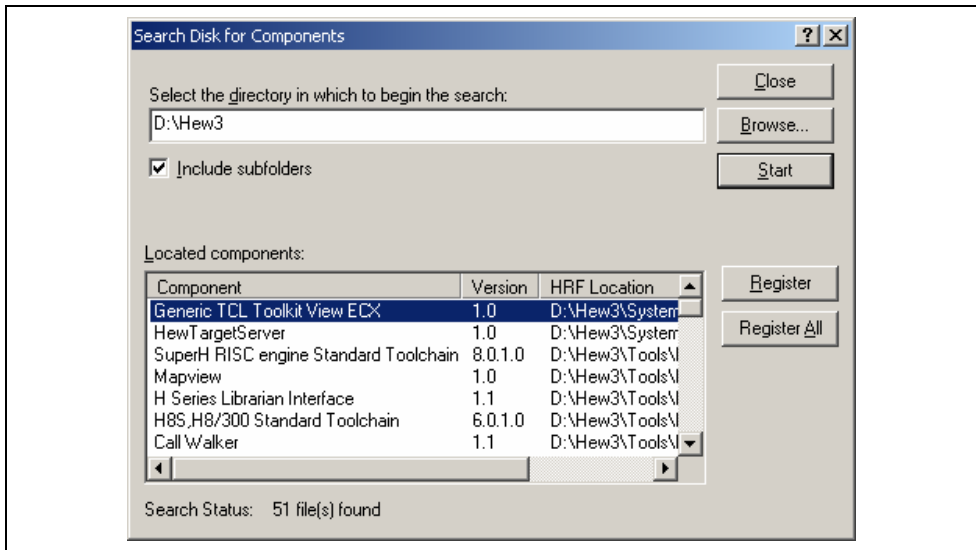 Search Disk for Components
Close
Select the directory in which to begin the search:
D:\Hew3
Browse...
Include subfolders
Start
Located components:
Component Version HRF Location
Register
Generic TCL Toolkit View ECX 1.0 D:\Hew3\System
HewTargetServer 1.0 D:\Hew3\System
Register All
SuperH RISC engine Standard Toolchain 8.0.1.0 D:\Hew3\Tools\
Mapview 1.0 D:\Hew3\Tools\
H Series Librarian Interface 1.1 D:\Hew3\Tools\
H8S,H8/300 Standard Toolchain 6.0.1.0 D:\Hew3\Tools\
Call Walker 1.1 D:\Hew3\Tools\
Search Status: 51 file(s) found